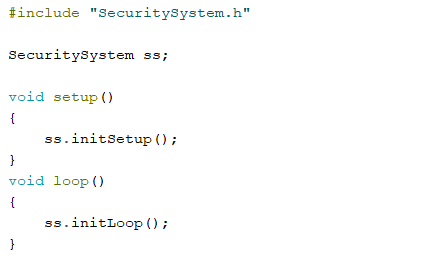 #include "SecuritySystem.h"

SecuritySystem ss;

void setup()
{
    ss.initSetup();
}
void loop()
{
    ss.initLoop();
}